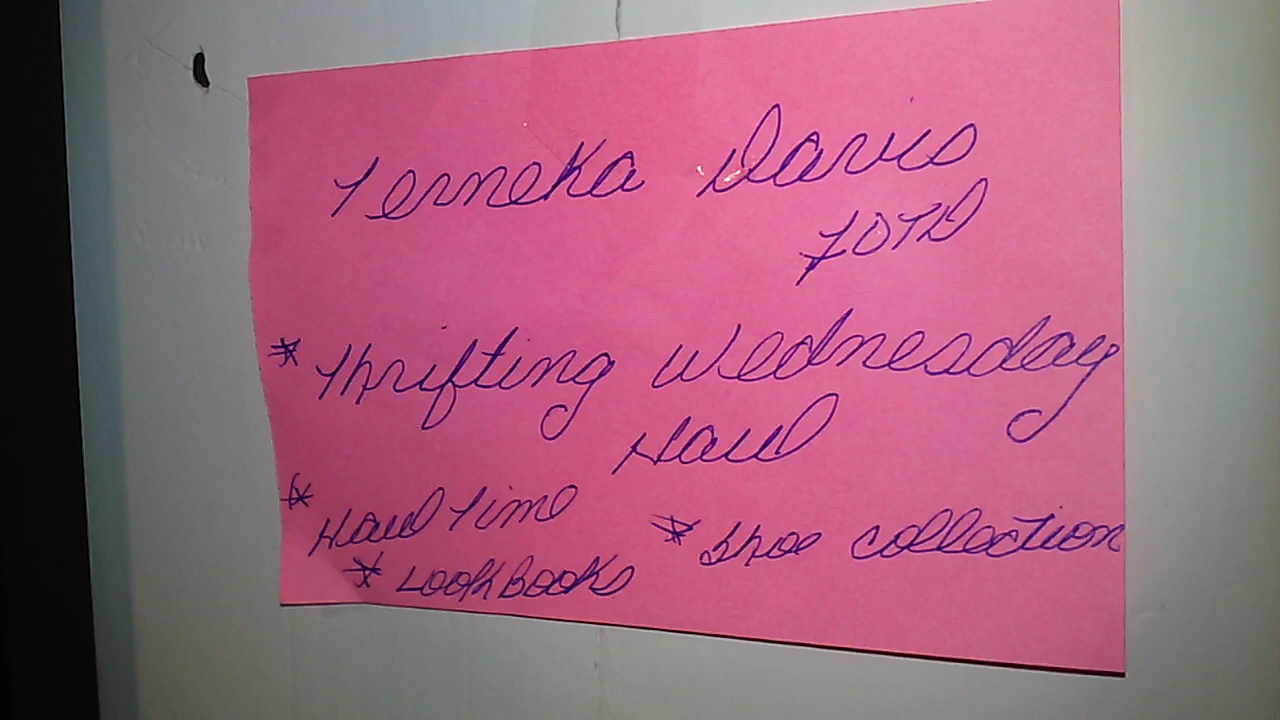 Terneka Davis
FOTD
* Thrifting Wednesday
Haul
* Haul Time
* Shoe collection
* LookBooks